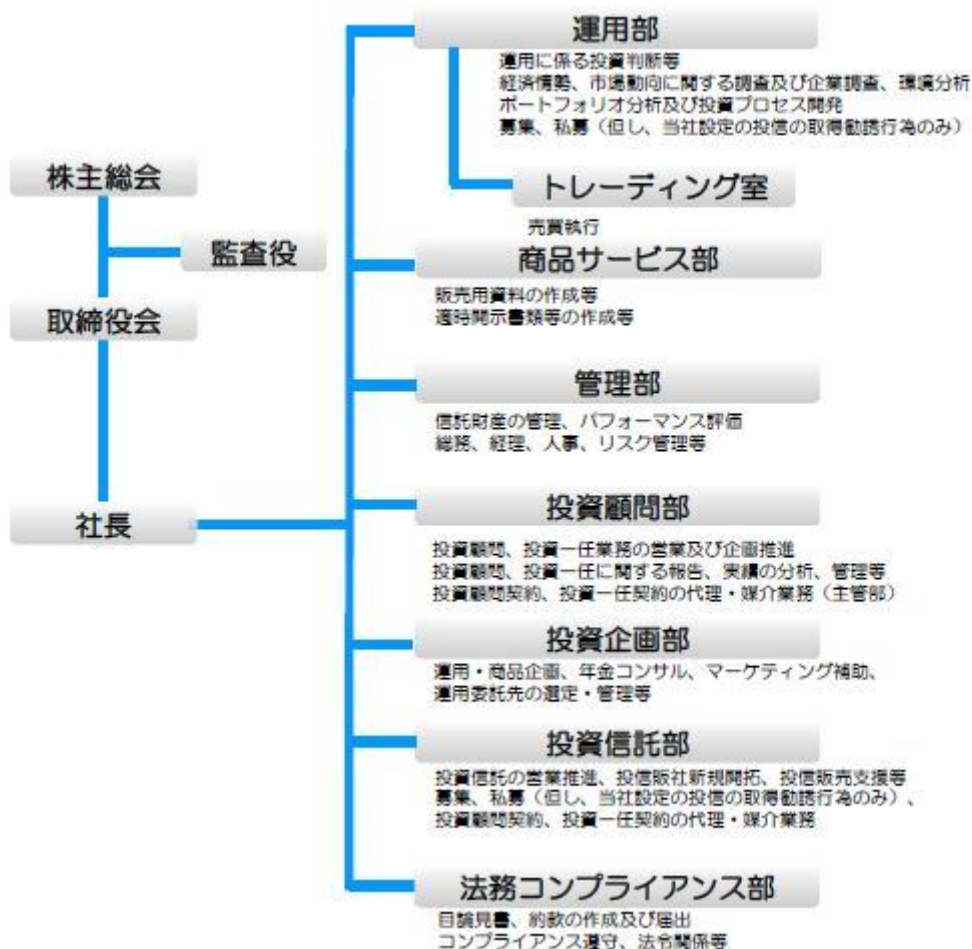 株主総会
監査役
取締役会
社長
運用部
運用に係る投資判断等
経済情勢、市場動向に関する調査及び企業調査、環境分析
ポートフォリオ分析及び投資プロセス開発
募集、私募（但し、当社設定の投信の取得勧誘行為のみ）
トレーディング室
売買執行
商品サービス部
販売用資料の作成等
適時開示書類等の作成等
管理部
信託財産の管理、パフォーマンス評価
総務、経理、人事、リスク管理等
投資顧問部
投資顧問、投資一任業務の営業及び企画推進
投資顧問、投資一任に関する報告、実績の分析、管理等
投資顧問契約、投資一任契約の代理・媒介業務（主管部）
投資企画部
運用・商品企画、年金コンサル、マーケティング補助、
運用委託先の選定・管理等
投資信託部
投資信託の営業推進、投信販社新規開拓、投信販売支援等
募集、私募（但し、当社設定の投信の取得勧誘行為のみ）、
投資顧問契約、投資一任契約の代理・媒介業務
法務コンプライアンス部
目論見書、約款の作成及び届出
コンプライアンス遵守、法令関係等